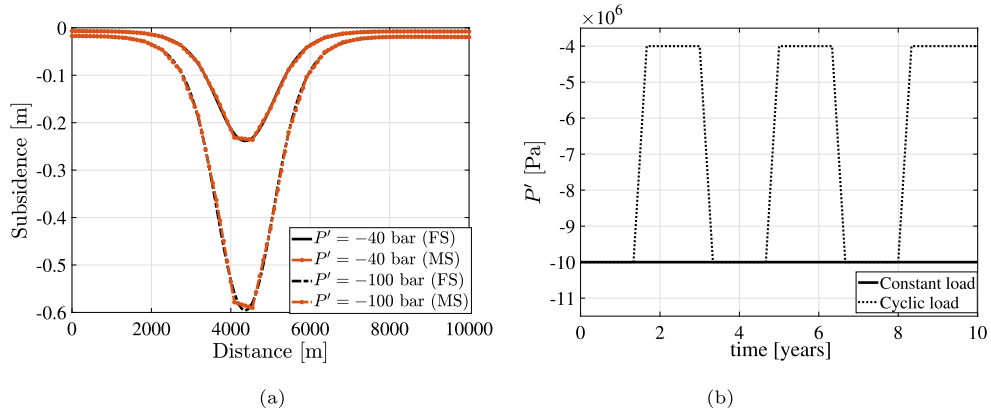 0
-0.1
-0.2
-0.3
-0.4
-0.5
-0.6
0
2000
4000
6000
8000
10000
Subsidence [m]
Distance [m]
P′ = −40 bar (FS)
P′ = −40 bar (MS)
P′ = −100 bar (FS)
P′ = −100 bar (MS)
(a)
×10⁶
-4
-5
-6
-7
-8
-9
-10
-11
0
2
4
6
8
10
P′ [Pa]
time [years]
Constant load
Cyclic load
(b)